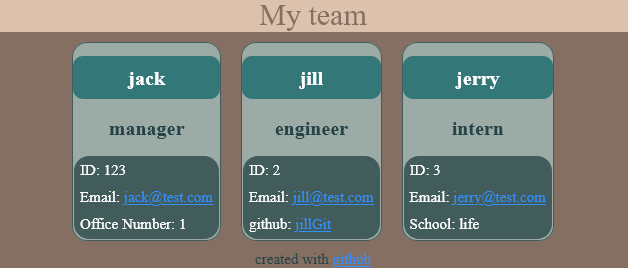 My team
jack
manager
ID: 123
Email: jack@test.com
Office Number: 1
jill
engineer
ID: 2
Email: jill@test.com
github: jillGit
jerry
intern
ID: 3
Email: jerry@test.com
School: life
created with github